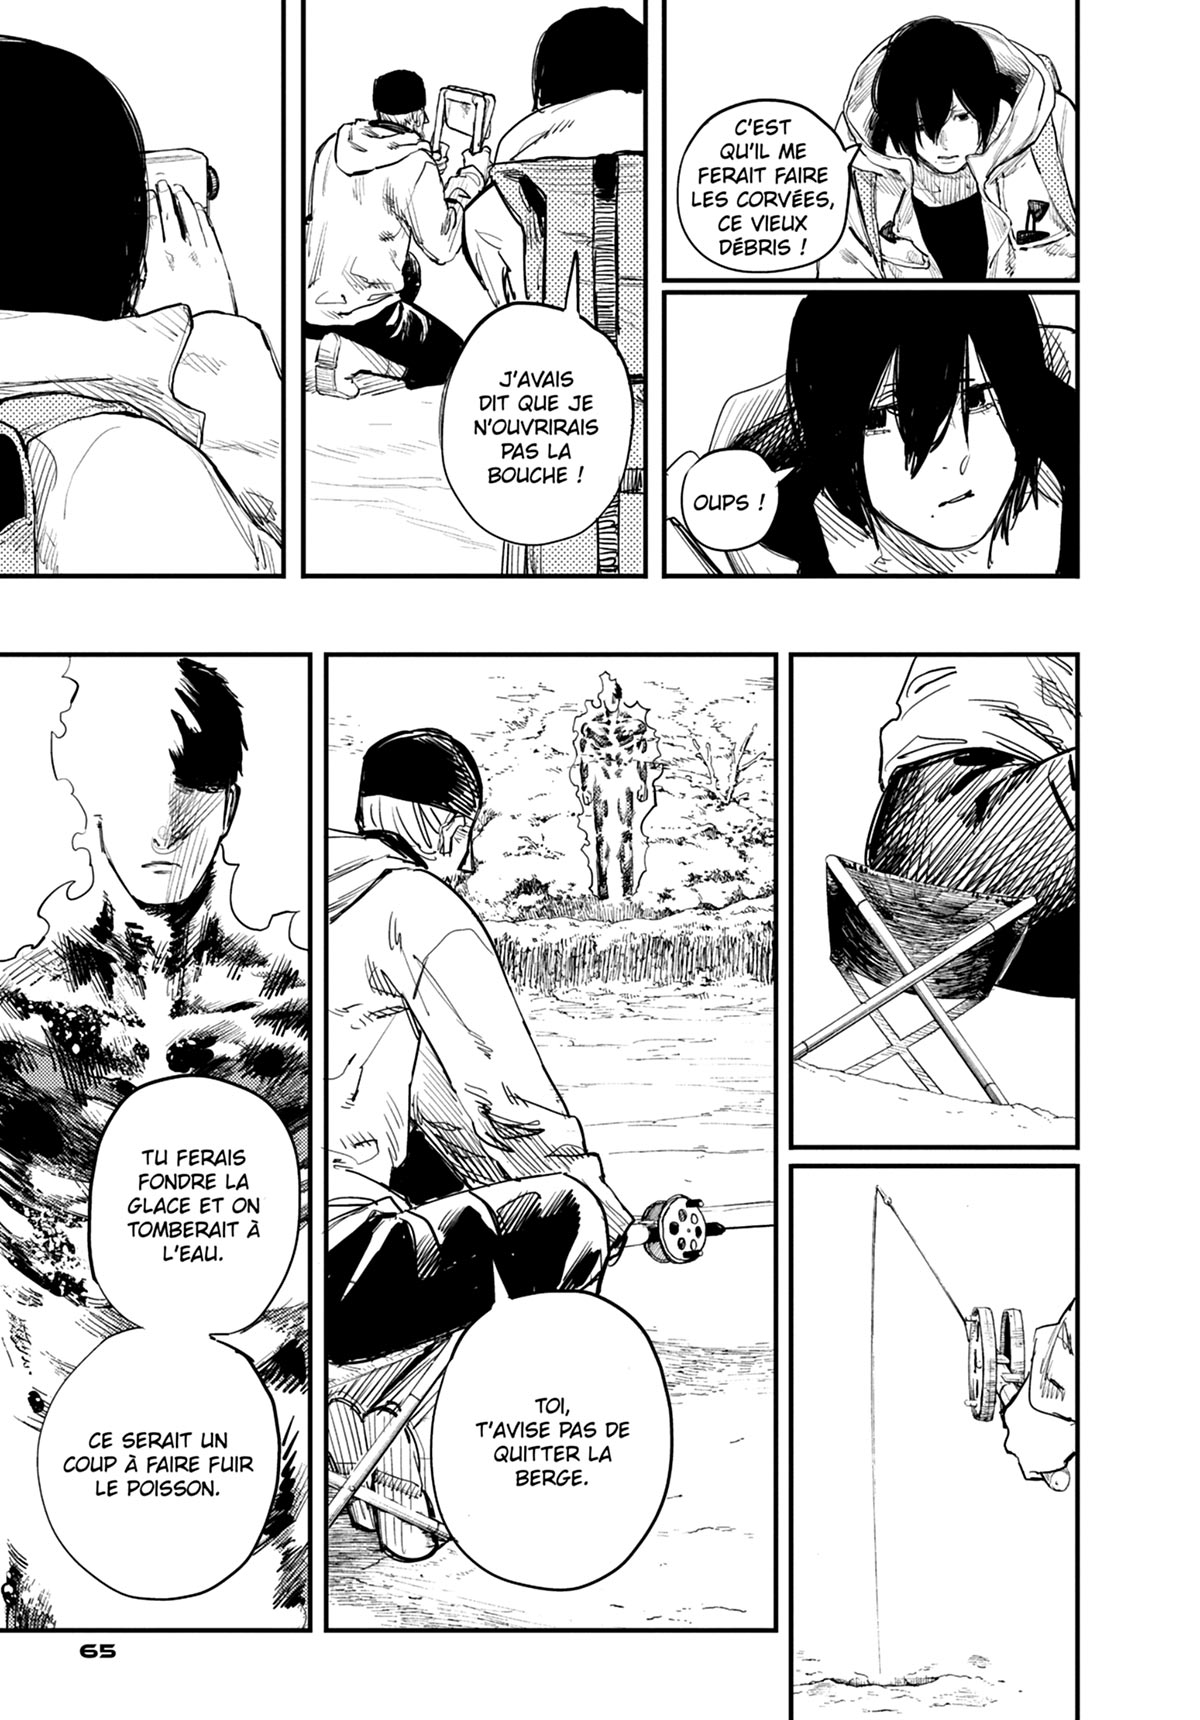 C'EST
QU'IL ME
FERAIT FAIRE
LES CORVÉES,
CE VIEUX
DÉBRIS !
OUPS !
J'AVAIS
DIT QUE JE
N'OUVRIRAIS
PAS LA
BOUCHE !
TOI,
T'AVISE PAS DE
QUITTER LA
BERGE.
TU FERAIS
FONDRE LA
GLACE ET ON
TOMBERAIT À
L'EAU.
CE SERAIT UN
COUP À FAIRE FUIR
LE POISSON.
65